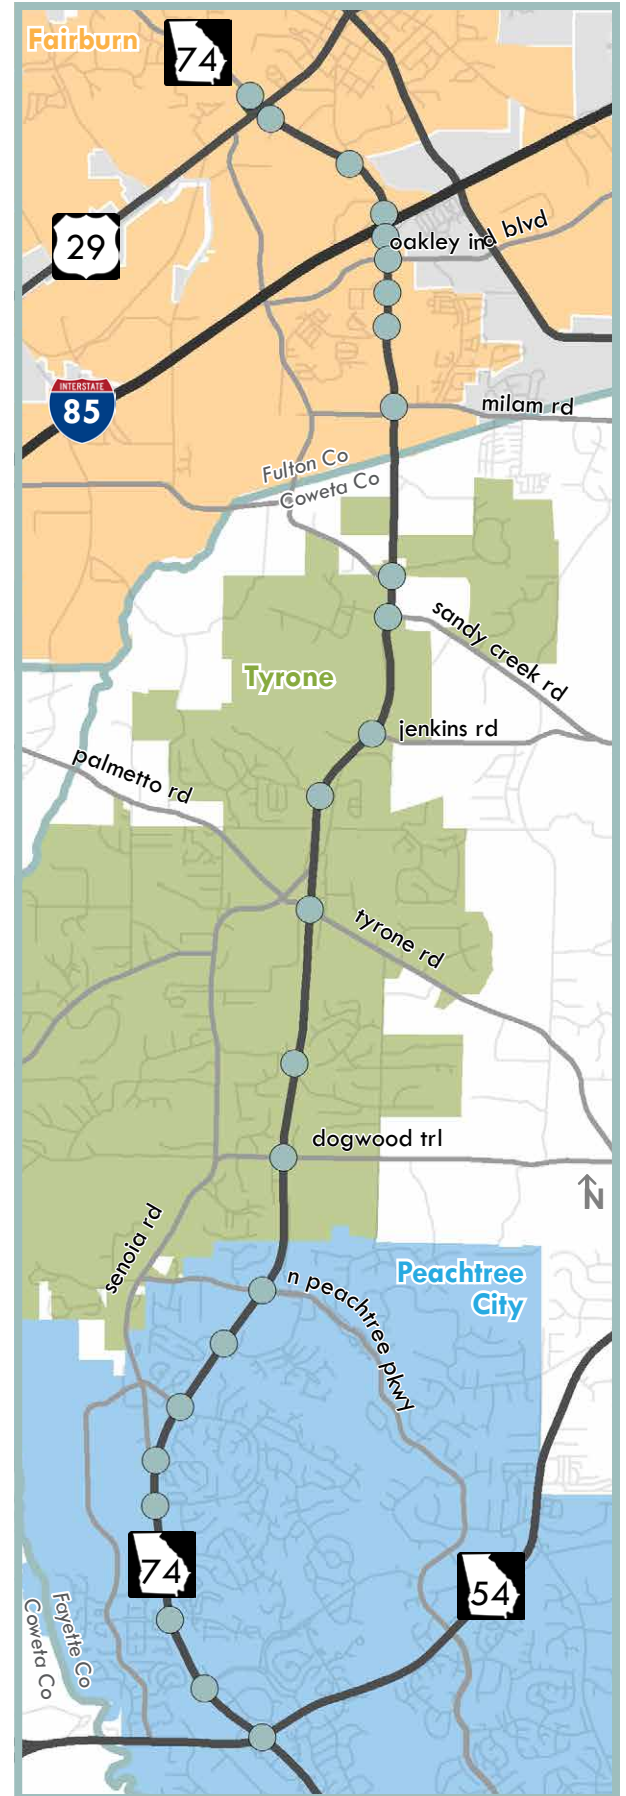 Fairburn
74
29
oakley ind blvd
INTERSTATE
85
milam rd
Fulton Co
Coweta Co
sandy creek rd
Tyrone
jenkins rd
palmetto rd
tyrone rd
dogwood trl
N
senoia rd
Peachtree
City
n peachtree pkwy
74
54
Fayette Co
Coweta Co